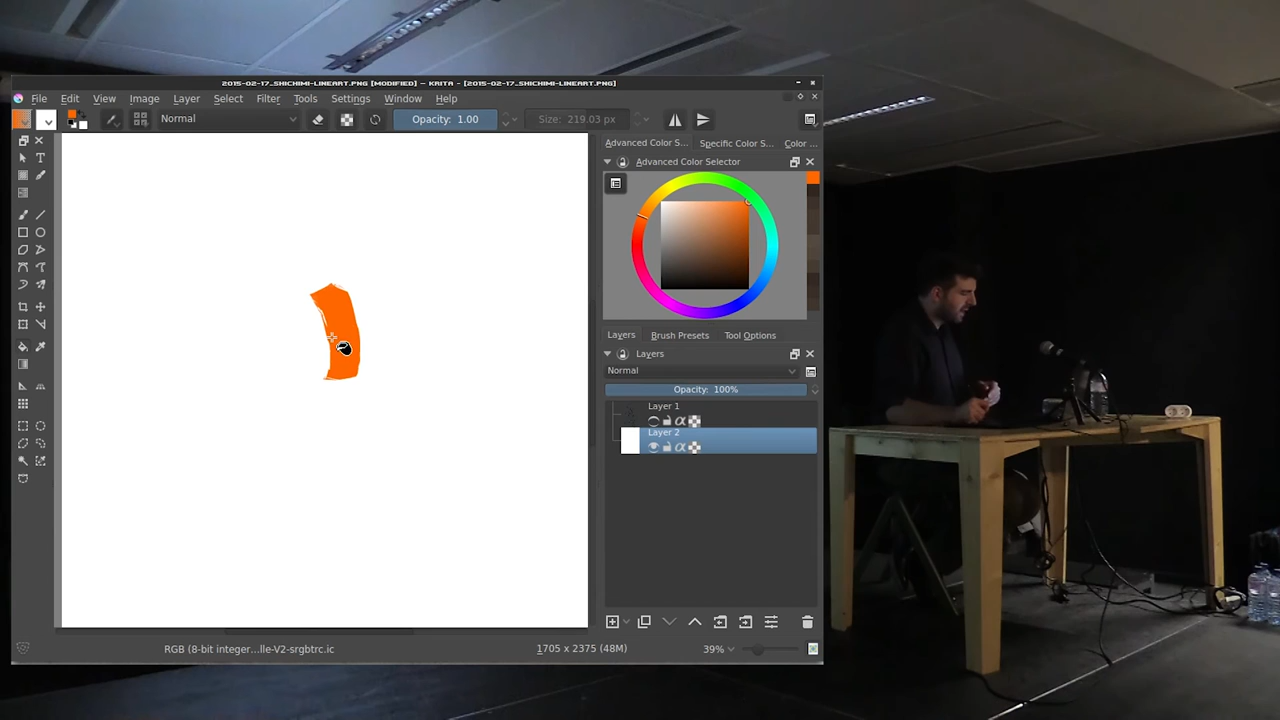 2015-02-17_SHICHIMI-LINEART.PNG [MODIFIED] – KRITA - [2015-02-17_SHICHIMI-LINEART.PNG]
File Edit View Image Layer Select Filter Tools Settings Window Help
Normal Opacity: 1.00 Size: 219.03 px
Advanced Color S... Specific Color S... Color ...
Advanced Color Selector
Layers Brush Presets Tool Options
Layers
Normal
Opacity: 100%
Layer 1
Layer 2
RGB (8-bit integer...lle-V2-srgbtrc.ic 1705 x 2375 (48M) 39%